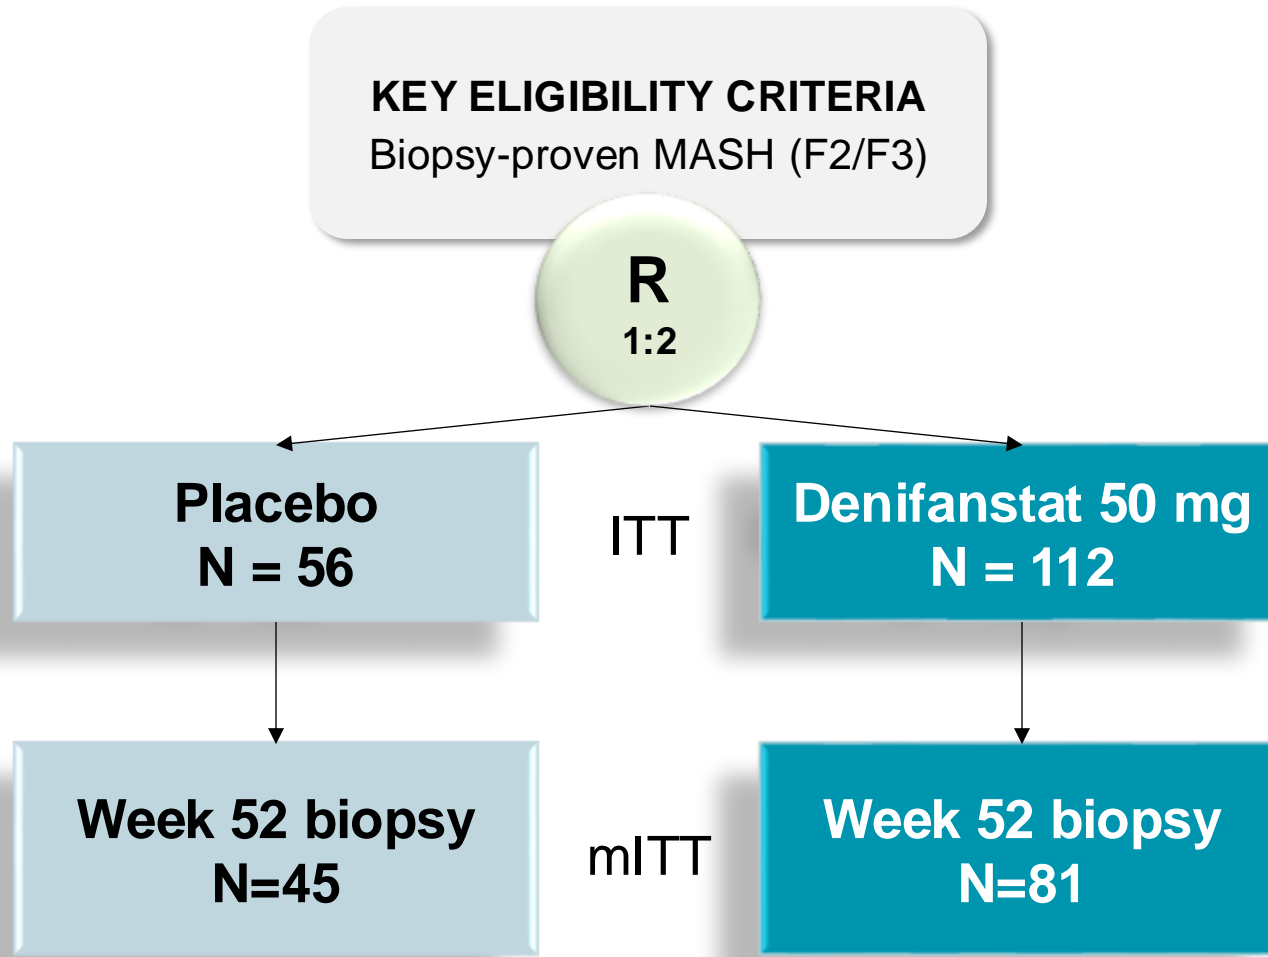 KEY ELIGIBILITY CRITERIA
Biopsy-proven MASH (F2/F3)
R
1:2
Placebo
N = 56
ITT
Denifanstat 50 mg
N = 112
Week 52 biopsy
N=45
mITT
Week 52 biopsy
N=81